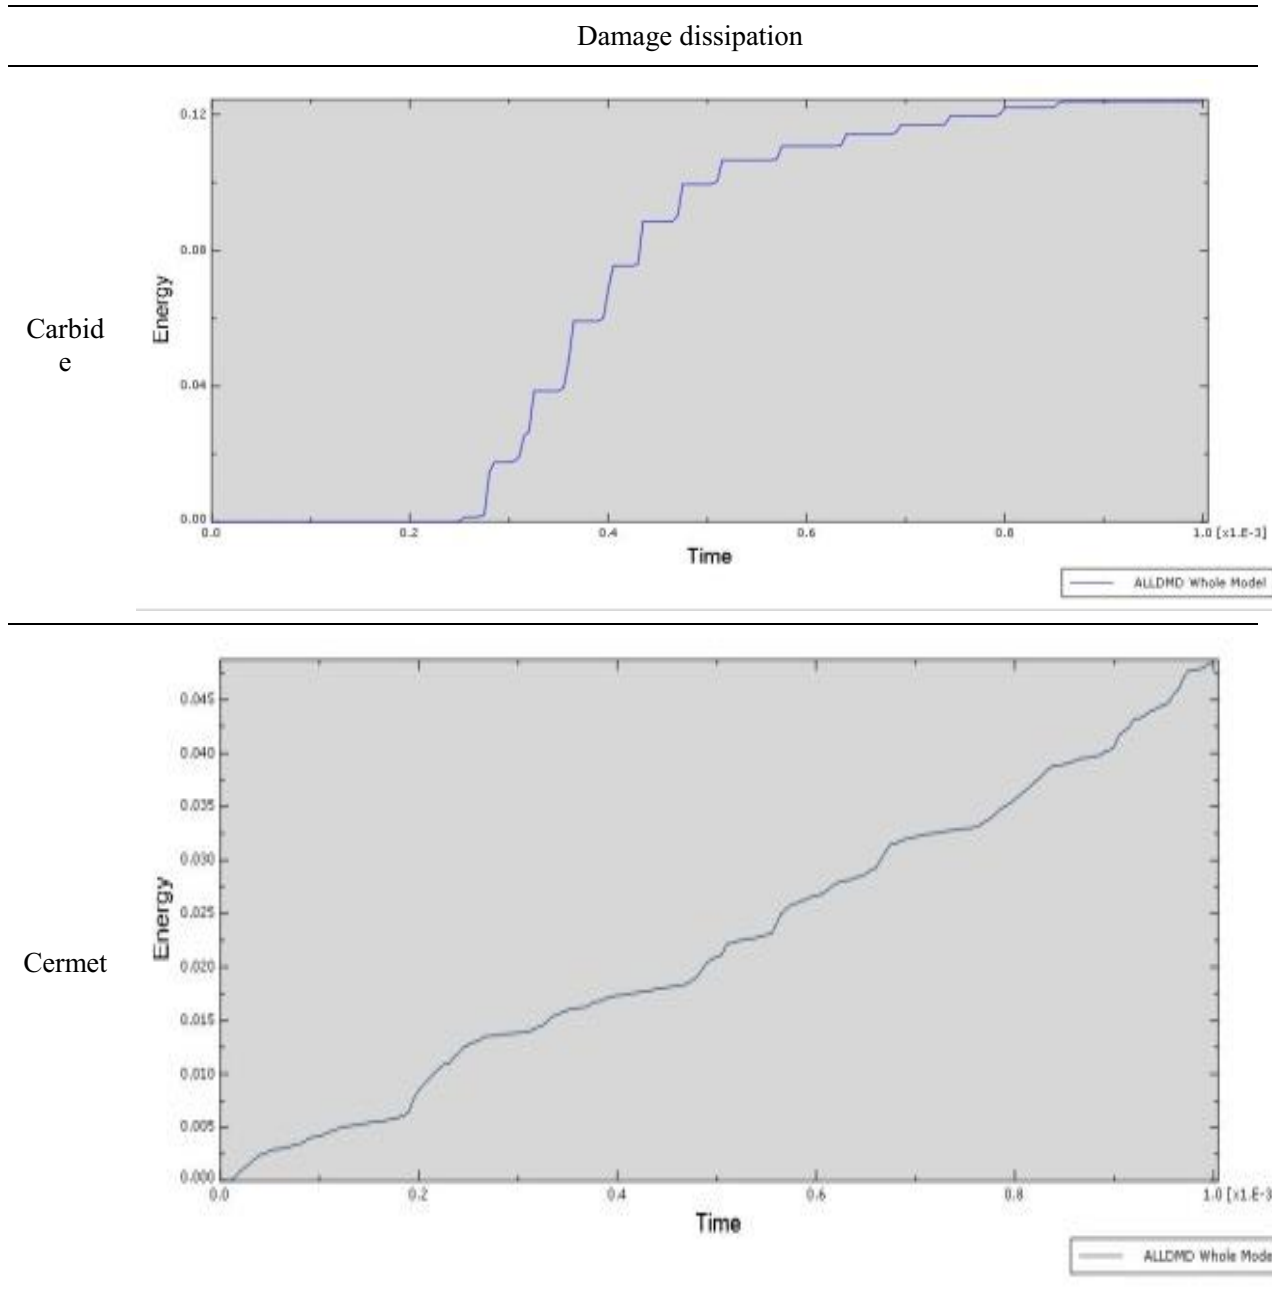 Damage dissipation
0.12
0.08
0.04
0.00
Energy
Carbid
e
0.0 0.2 0.4 0.6 0.8 1.0 [x1.E-3]
Time
ALLDMD Whole Model
0.045
0.040
0.035
0.030
0.025
0.020
0.015
0.010
0.005
0.000
Energy
Cermet
0.0 0.2 0.4 0.6 0.8 1.0 [x1.E-3
Time
ALLDMD Whole Mode